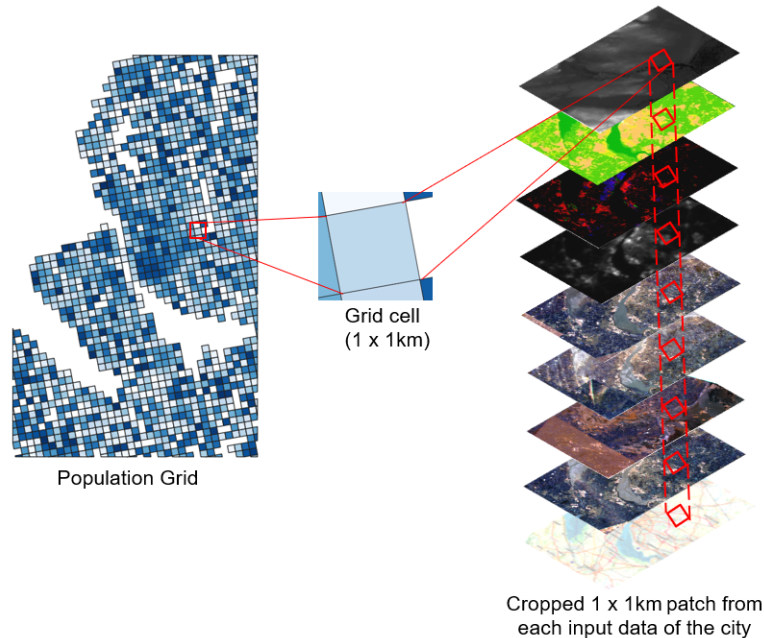 Population Grid
Grid cell
(1 x 1km)
Cropped 1 x 1km patch from
each input data of the city